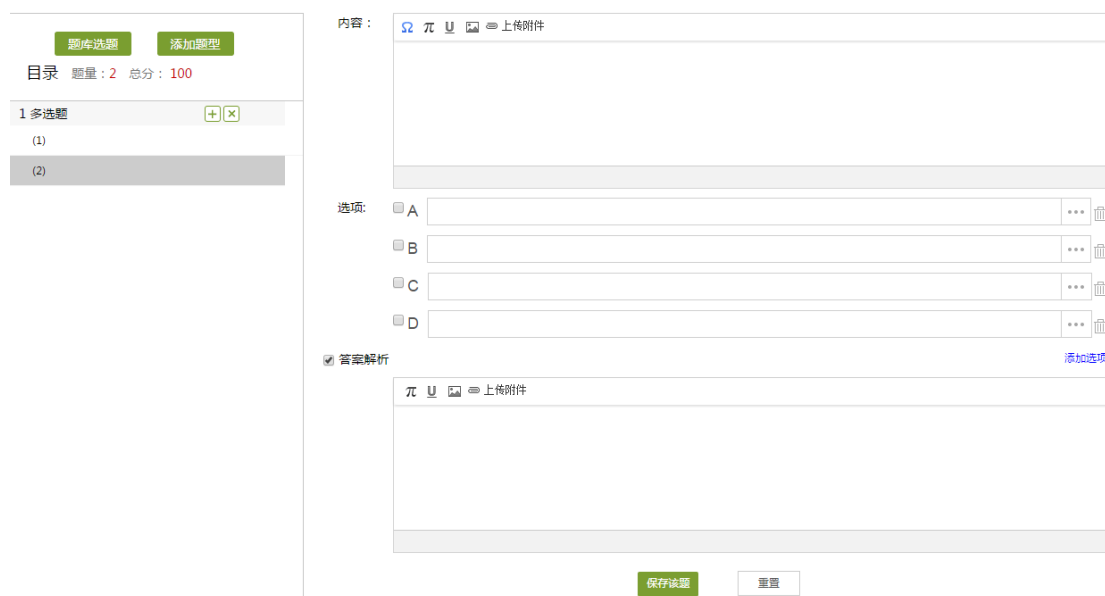 题库选题 添加题型
目录 题量：2 总分： 100
1 多选题
(1)
(2)
内容：
Ω π U 上传附件
选项:
A
B
C
D
答案解析
添加选项
π U 上传附件
保存该题 重置